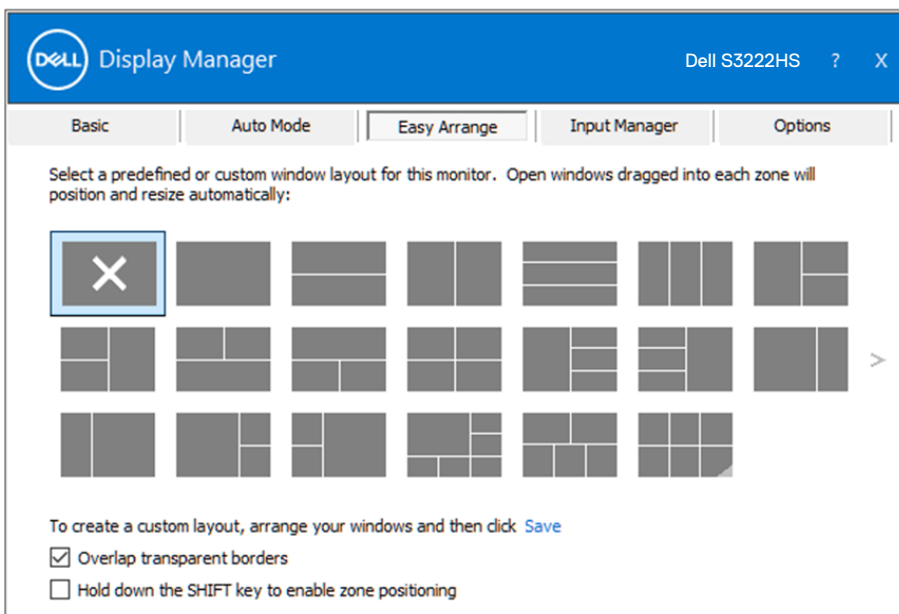 DELL Display Manager Dell S3222HS ? X
Basic Auto Mode Easy Arrange Input Manager Options
Select a predefined or custom window layout for this monitor. Open windows dragged into each zone will
position and resize automatically:
>
To create a custom layout, arrange your windows and then click Save
Overlap transparent borders
Hold down the SHIFT key to enable zone positioning